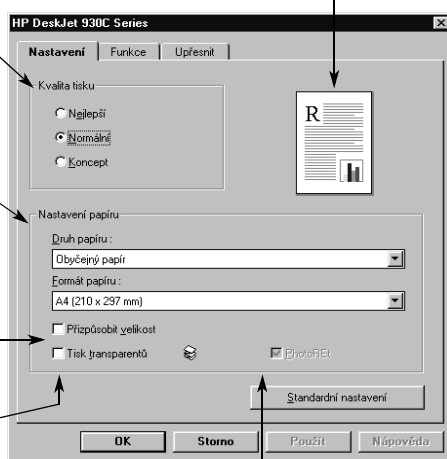 HP DeskJet 930C Series
Nastavení Funkce Upřesnit
Kvalita tisku
Nejlepší
Normální
Koncept
R
Nastavení papíru
Druh papíru :
Obyčejný papír
Formát papíru :
A4 (210 x 297 mm)
Přizpůsobit velikost
Tisk transparentů PhotoREt
Standardní nastavení
OK Storno Použít Nápověda